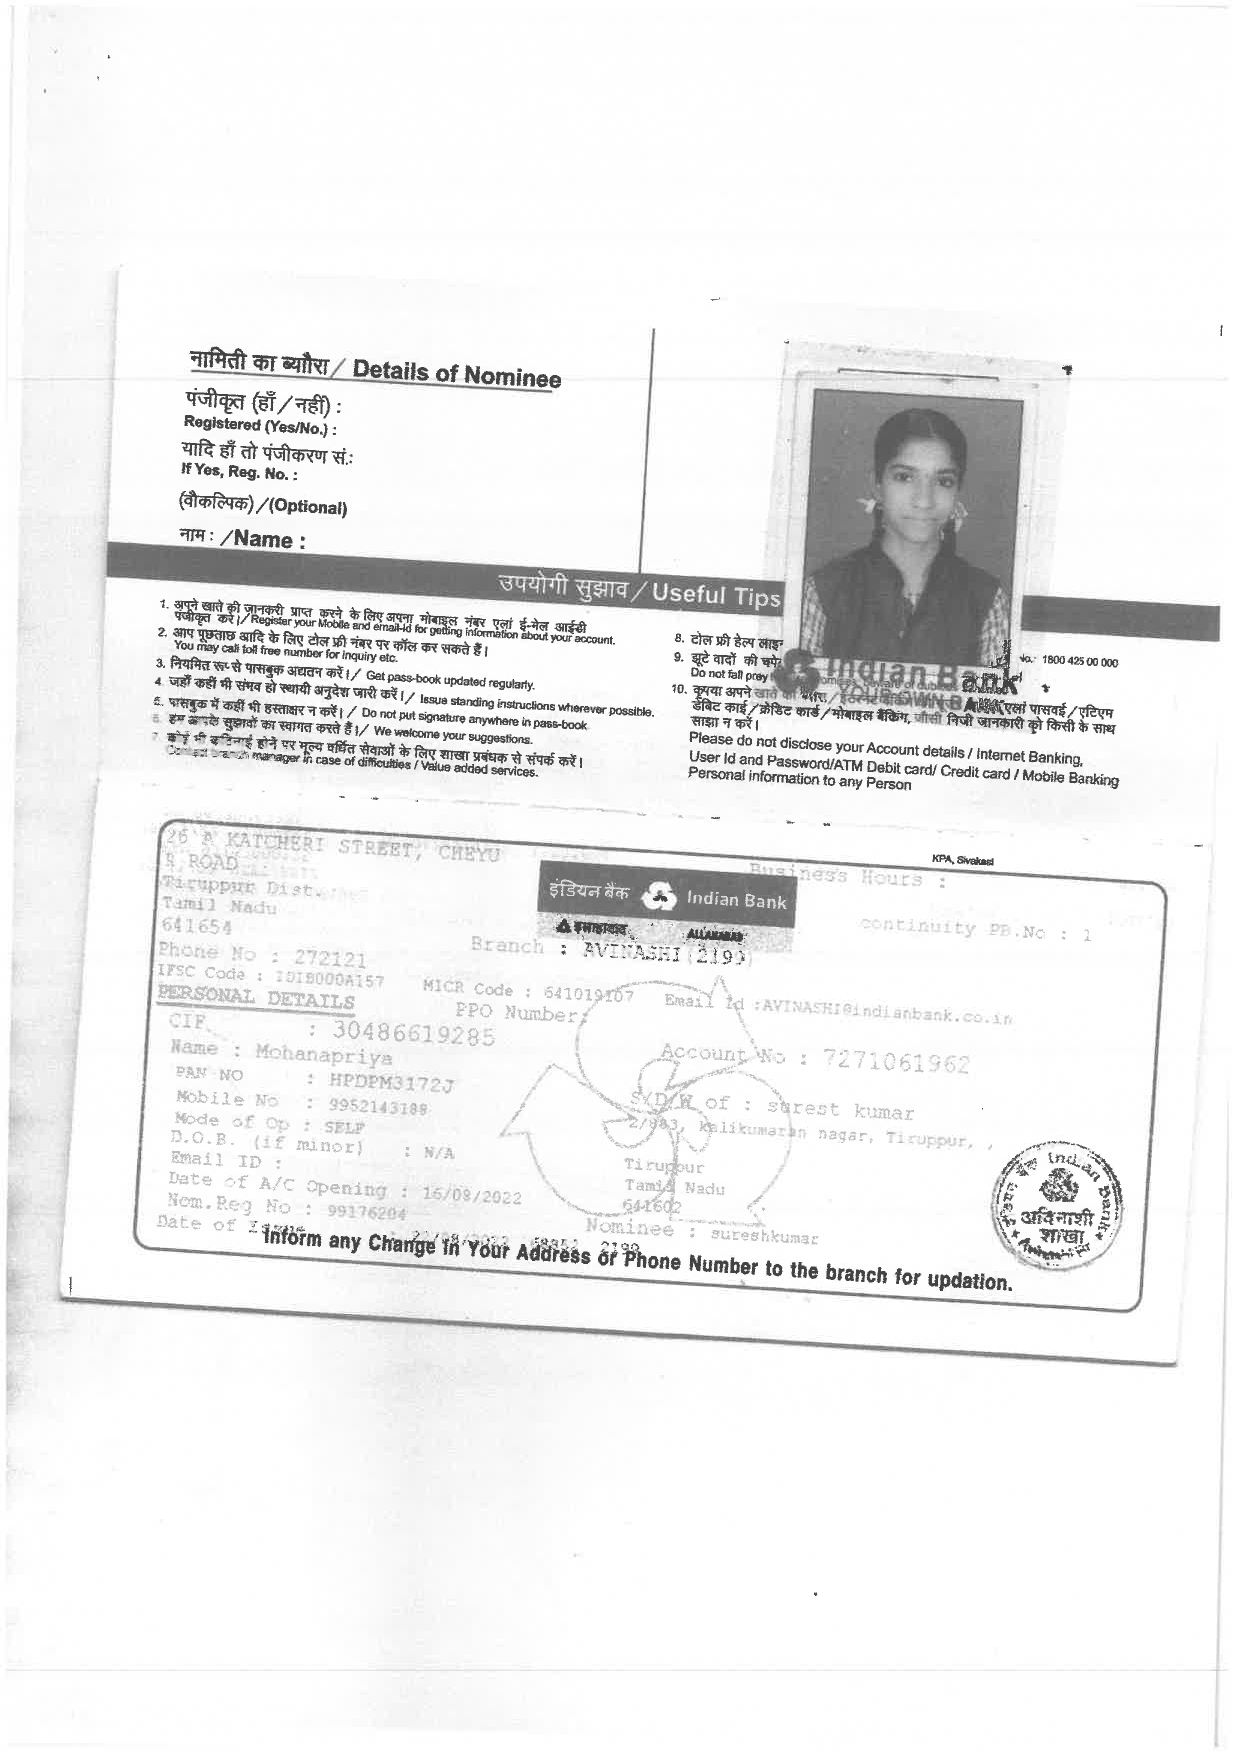 नामिती का ब्यौरा / Details of Nominee
पंजीकृत (हाँ / नहीं) :
Registered (Yes/No.) :
यादि हाँ तो पंजीकरण सं.:
If Yes, Reg. No. :
(वौकल्पिक) / (Optional)
नाम : / Name :
उपयोगी सुझाव / Useful Tips
1. अपने खाते की जानकरी प्राप्त करने के लिए अपना मोबाइल नंबर एलां ई-मेल आईडी
पंजीकृत करें। / Register your Mobile and email-id for getting information about your account.
2. आप पूछताछ आदि के लिए टोल फ्री नंबर पर कॉल कर सकते हैं।
You may call toll free number for inquiry etc.
3. नियमित रूप से पासबुक अद्यतन करें। / Get pass-book updated regularly.
4. जहाँ कहीं भी संभव हो स्थायी अनुदेश जारी करें। / Issue standing instructions wherever possible.
5. पासबुक में कहीं भी हस्ताक्षर न करें। / Do not put signature anywhere in pass-book.
6. हम आपके सुझावों का स्वागत करते हैं। / We welcome your suggestions.
7. कोई भी कठिनाई होने पर मूल्य वर्धित सेवाओं के लिए शाखा प्रबंधक से संपर्क करें।
Contact branch manager in case of difficulties / Value added services.
8. टोल फ्री हेल्प लाइन No.: 1800 425 00 000
9. झूटे वादों की
Do not fall prey
Indian Bank
YOUR OWN BANK
10. कृपया अपने खाते का / पासवर्ड / एटिएम
डेबिट कार्ड / क्रेडिट कार्ड / मोबाइल बैंकिंग, जैसी निजी जानकारी को किसी के साथ
साझा न करें।
Please do not disclose your Account details / Internet Banking,
User Id and Password/ATM Debit card/ Credit card / Mobile Banking
Personal information to any Person
KPA, Sivakasi
26 A KATCHERI STREET, CHEYU
R ROAD
Business Hours :
Tiruppur Dist.
इंडियन बैंक Indian Bank
Tamil Nadu
इलाहाबाद ALLAHABAD
continuity PB.No : 1
641654
Branch : AVINASHI (2199)
Phone No : 272121
IFSC Code : IDIB000A157 MICR Code : 641019107 Email id :AVINASHI@indianbank.co.in
PERSONAL DETAILS PPO Number:
CIF : 30486619285
Account No : 7271061962
Name : Mohanapriya
PAN NO : HPDPM3172J
S/D/W of : surest kumar
Mobile No : 9952143188
2/883, kalikumaran nagar, Tiruppur, ,
Mode of Op : SELF
D.O.B. (if minor) : N/A
Tiruppur
Email ID :
Tamil Nadu
Date of A/C Opening : 16/08/2022
641602
Nom.Reg No : 99176204
Nominee : sureshkumar
Date of Issue 2199
Inform any Change in Your Address or Phone Number to the branch for updation.
Indian Bank
अविनाशी
शाखा